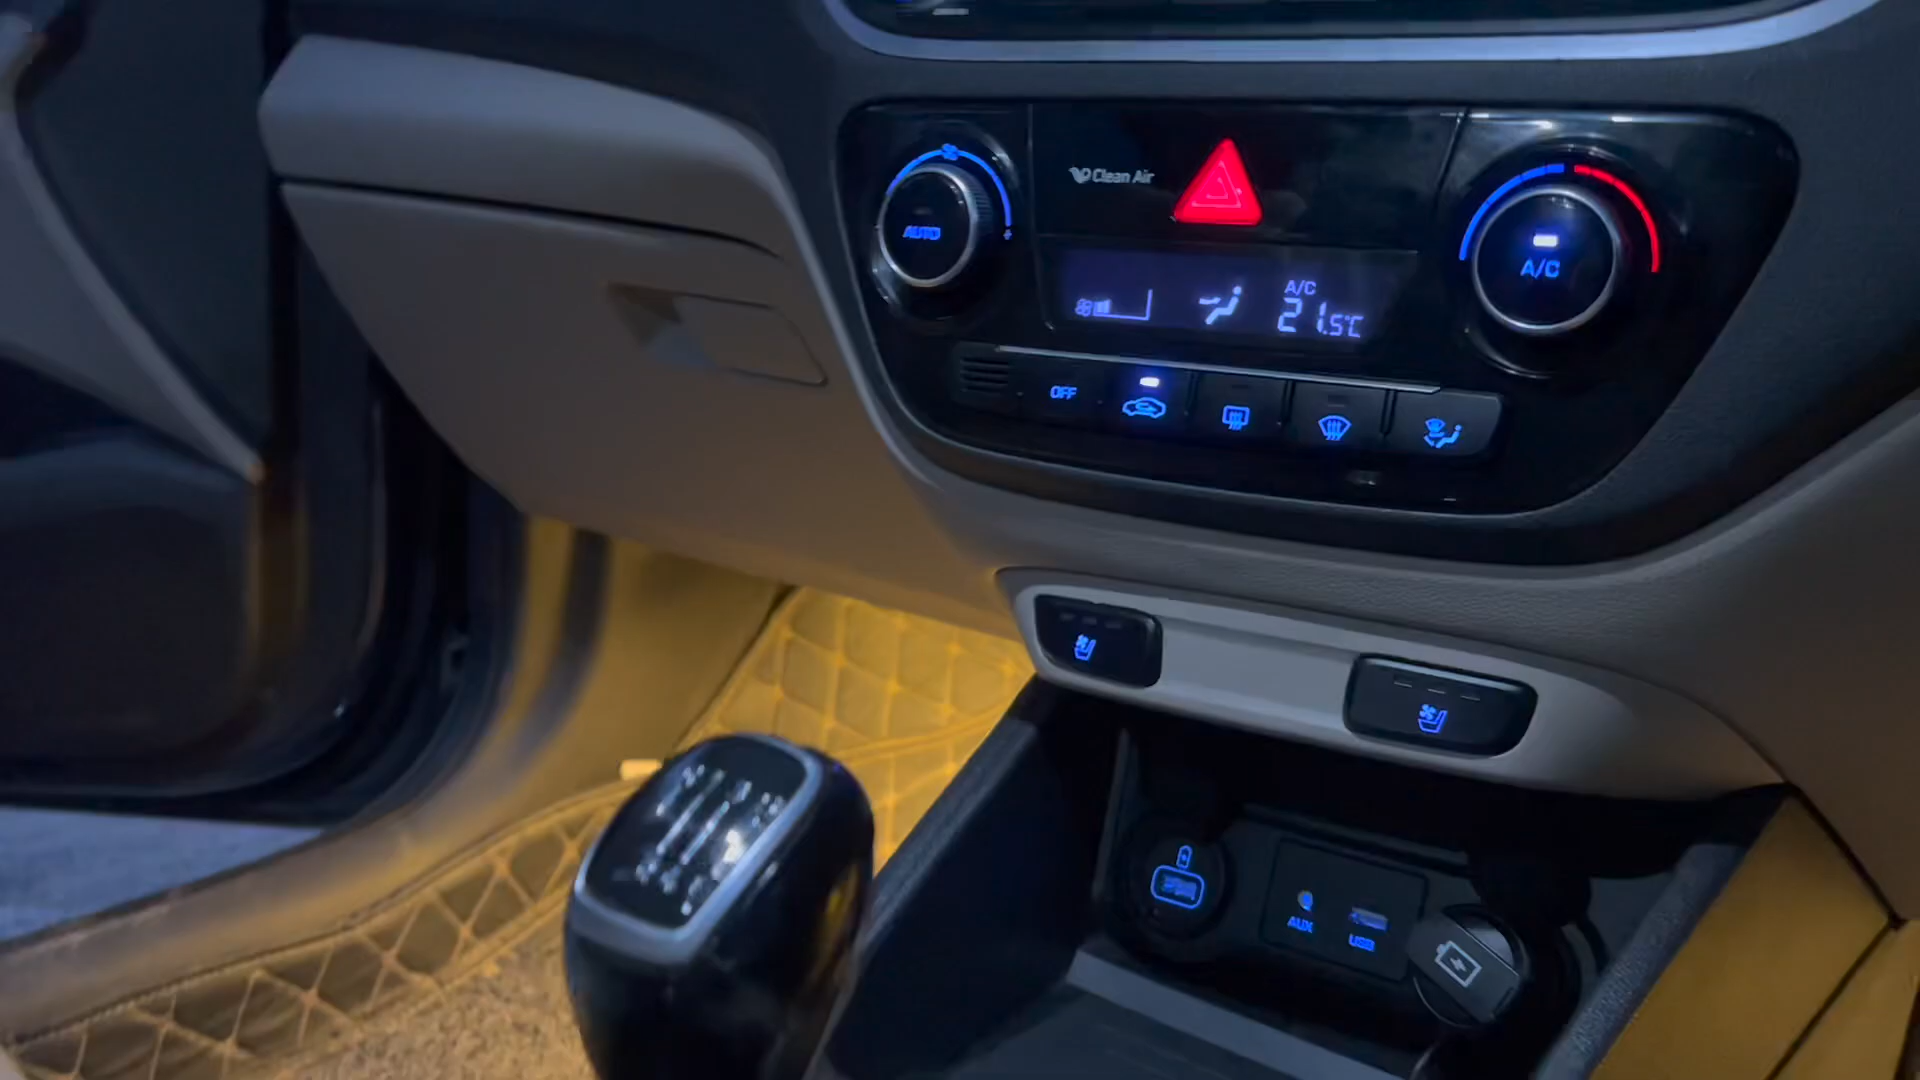 Clean Air
AUTO
A/C
A/C
21.5°C
OFF
AUX
USB